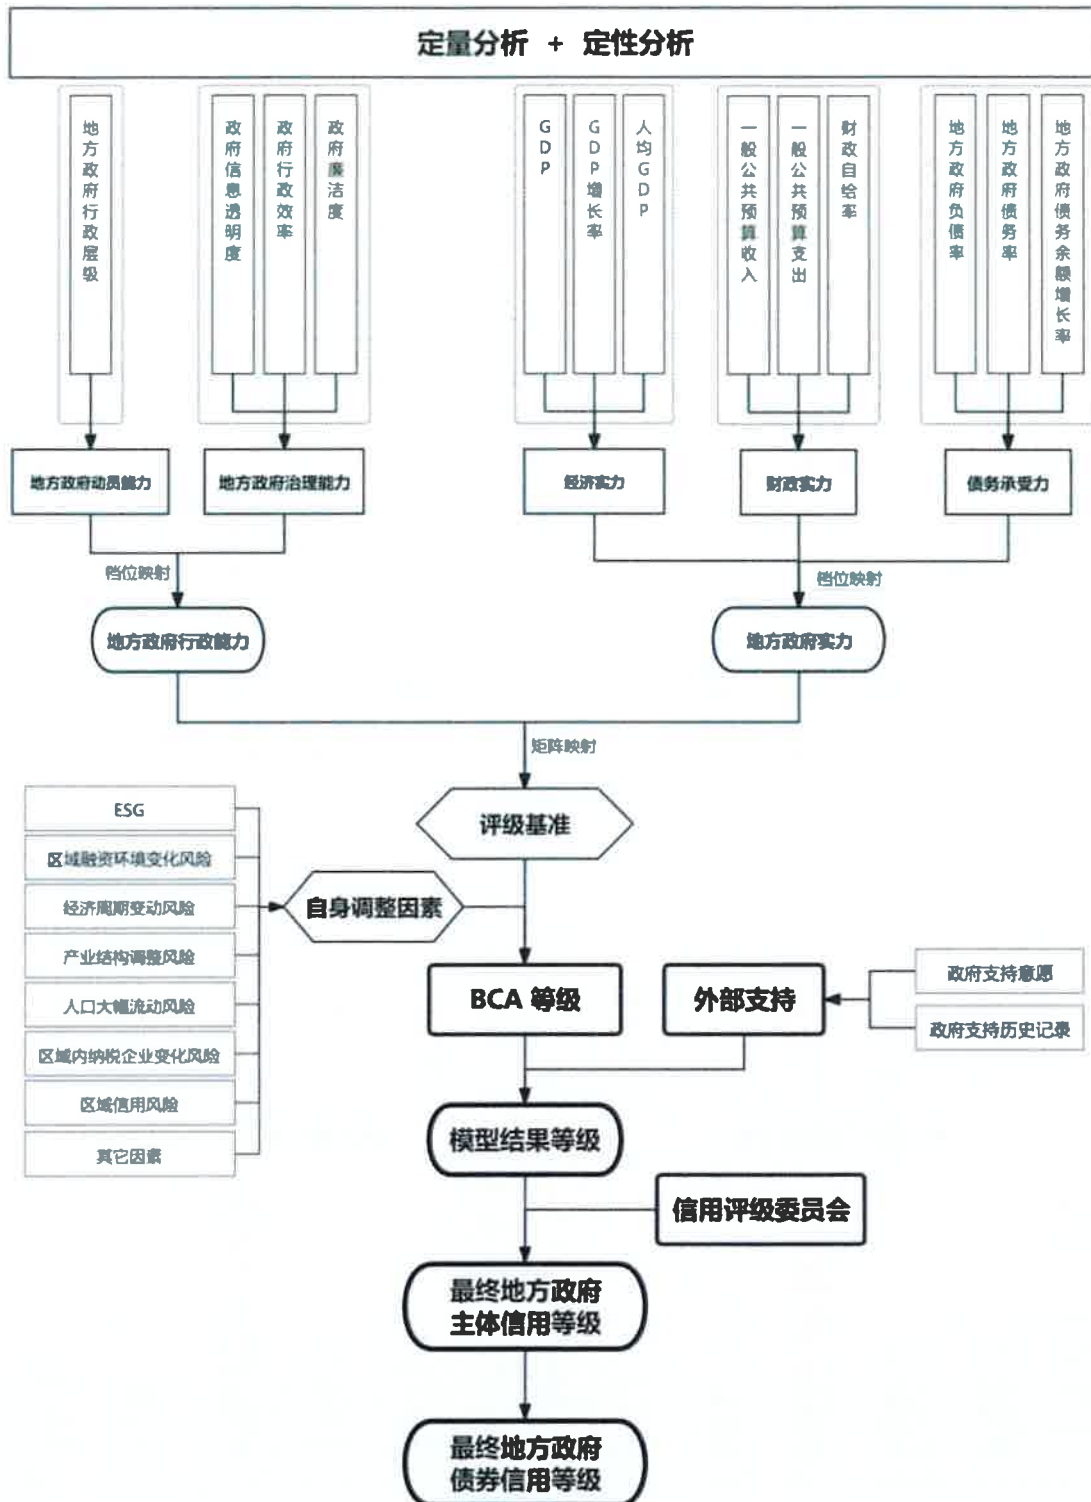 定量分析 + 定性分析
地方政府行政层级
政府信息透明度
政府行政效率
政府廉洁度
GDP
GDP增长率
人均GDP
一般公共预算收入
一般公共预算支出
财政自给率
地方政府负债率
地方政府债务率
地方政府债务余额增长率
地方政府动员能力
地方政府治理能力
经济实力
财政实力
债务承受力
档位映射
档位映射
地方政府行政能力
地方政府实力
矩阵映射
ESG
评级基准
区域融资环境变化风险
经济周期变动风险
自身调整因素
产业结构调整风险
人口大幅流动风险
BCA 等级
外部支持
政府支持意愿
政府支持历史记录
区域内纳税企业变化风险
区域信用风险
其它因素
模型结果等级
信用评级委员会
最终地方政府
主体信用等级
最终地方政府
债券信用等级